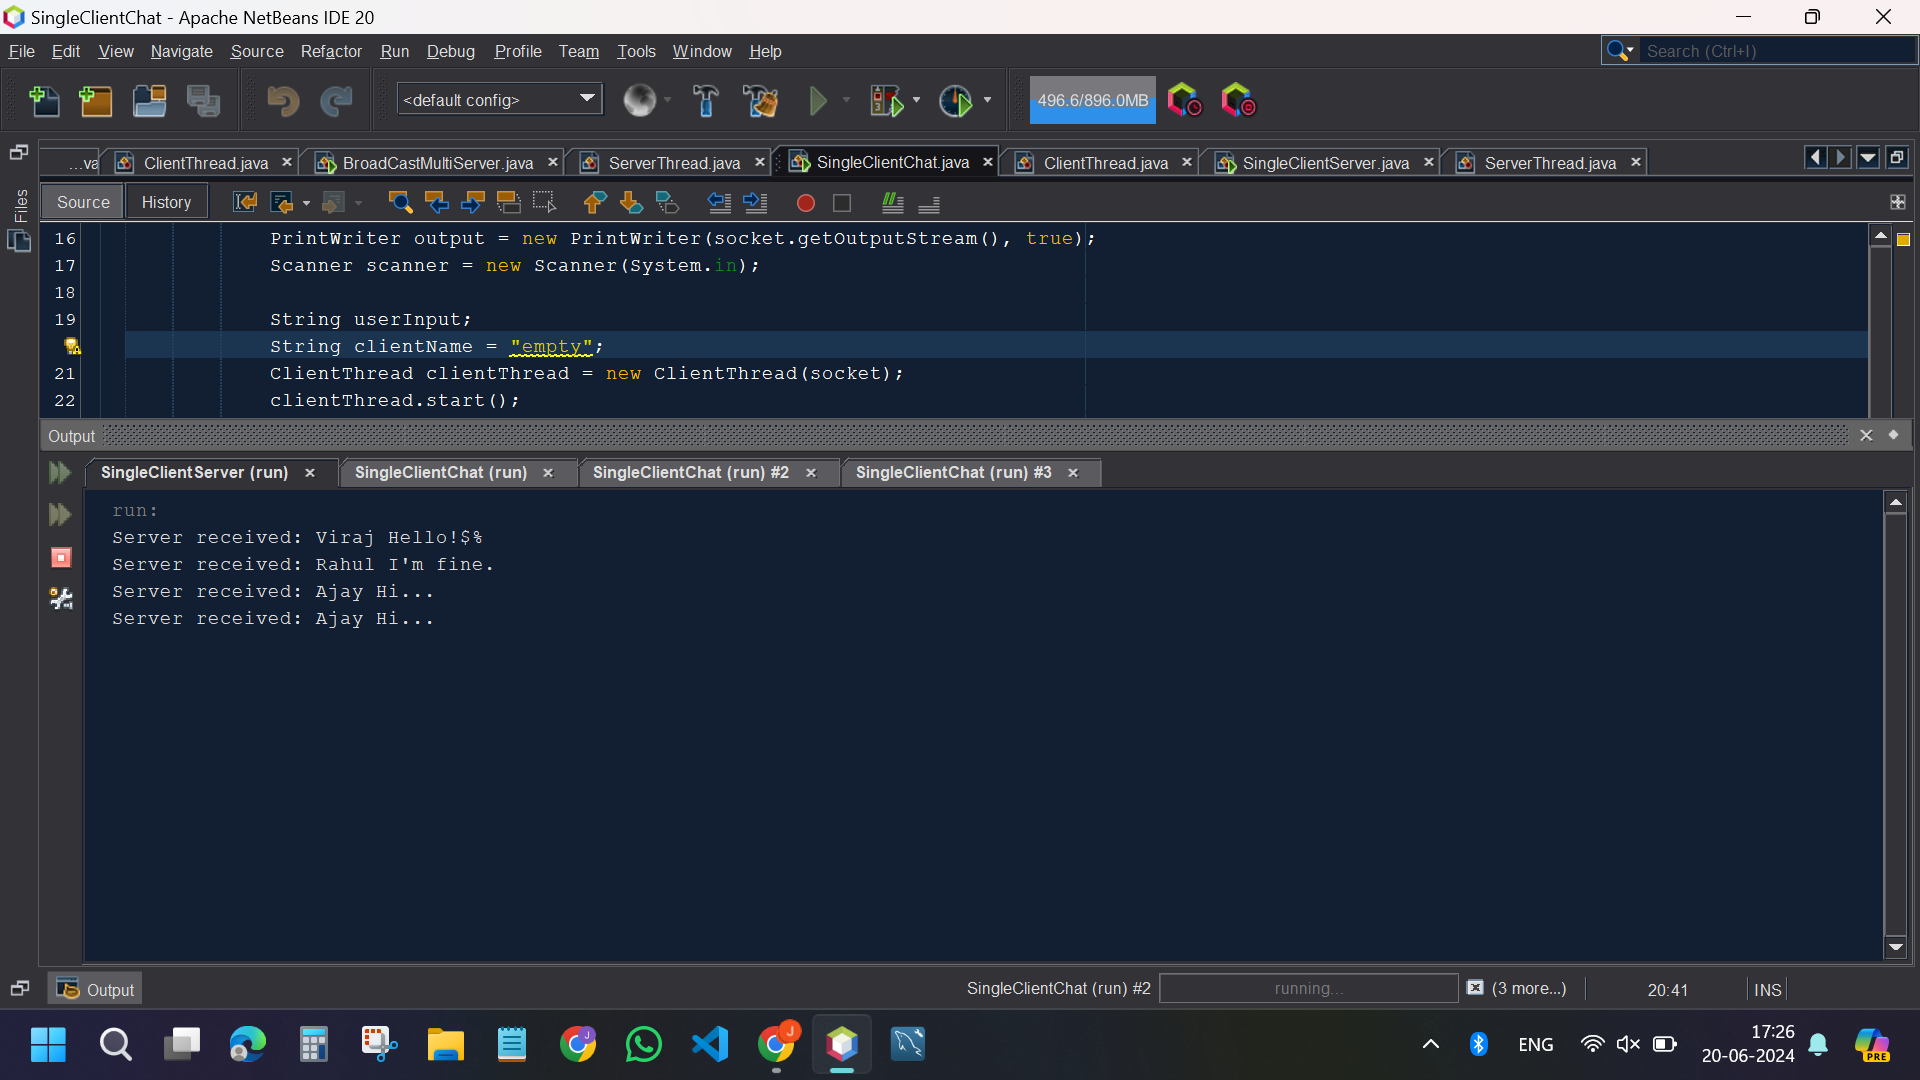 SingleClientChat - Apache NetBeans IDE 20
File Edit View Navigate Source Refactor Run Debug Profile Team Tools Window Help
Search (Ctrl+I)
<default config>
496.6/896.0MB
...va ClientThread.java BroadCastMultiServer.java ServerThread.java SingleClientChat.java ClientThread.java SingleClientServer.java ServerThread.java
Files
Source History
16 PrintWriter output = new PrintWriter(socket.getOutputStream(), true);
17 Scanner scanner = new Scanner(System.in);
18
19 String userInput;
String clientName = "empty";
21 ClientThread clientThread = new ClientThread(socket);
22 clientThread.start();
Output
SingleClientServer (run) SingleClientChat (run) SingleClientChat (run) #2 SingleClientChat (run) #3
run:
Server received: Viraj Hello!$%
Server received: Rahul I'm fine.
Server received: Ajay Hi...
Server received: Ajay Hi...
Output
SingleClientChat (run) #2 running... (3 more...) 20:41 INS
J
J
ENG
17:26
20-06-2024
PRE